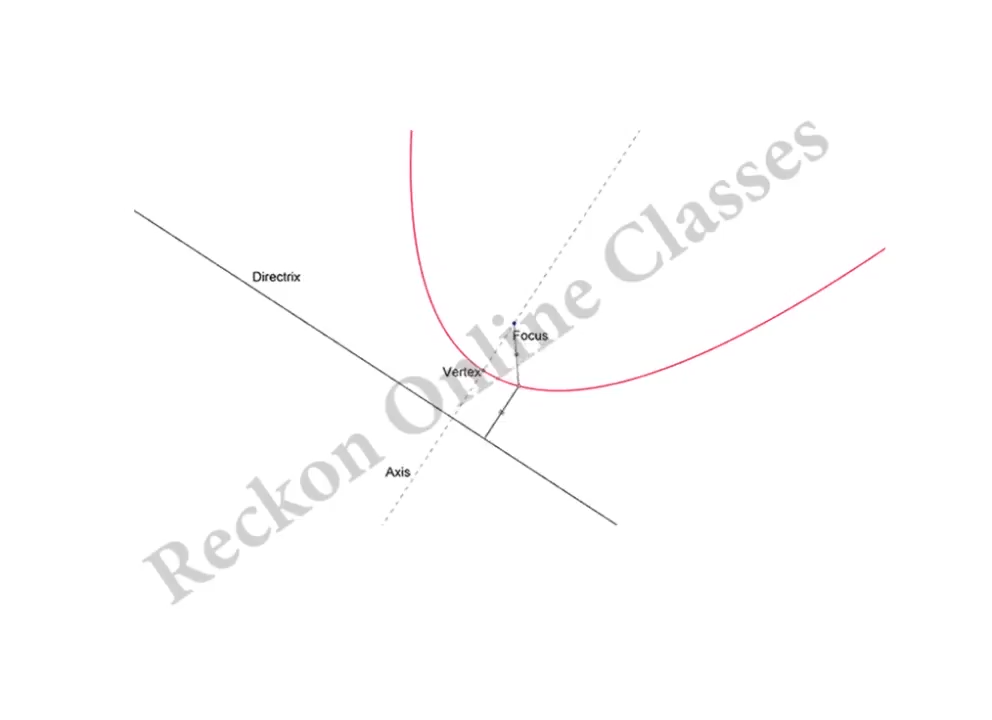 Directrix
Focus
Vertex
Axis
Reckon Online Classes